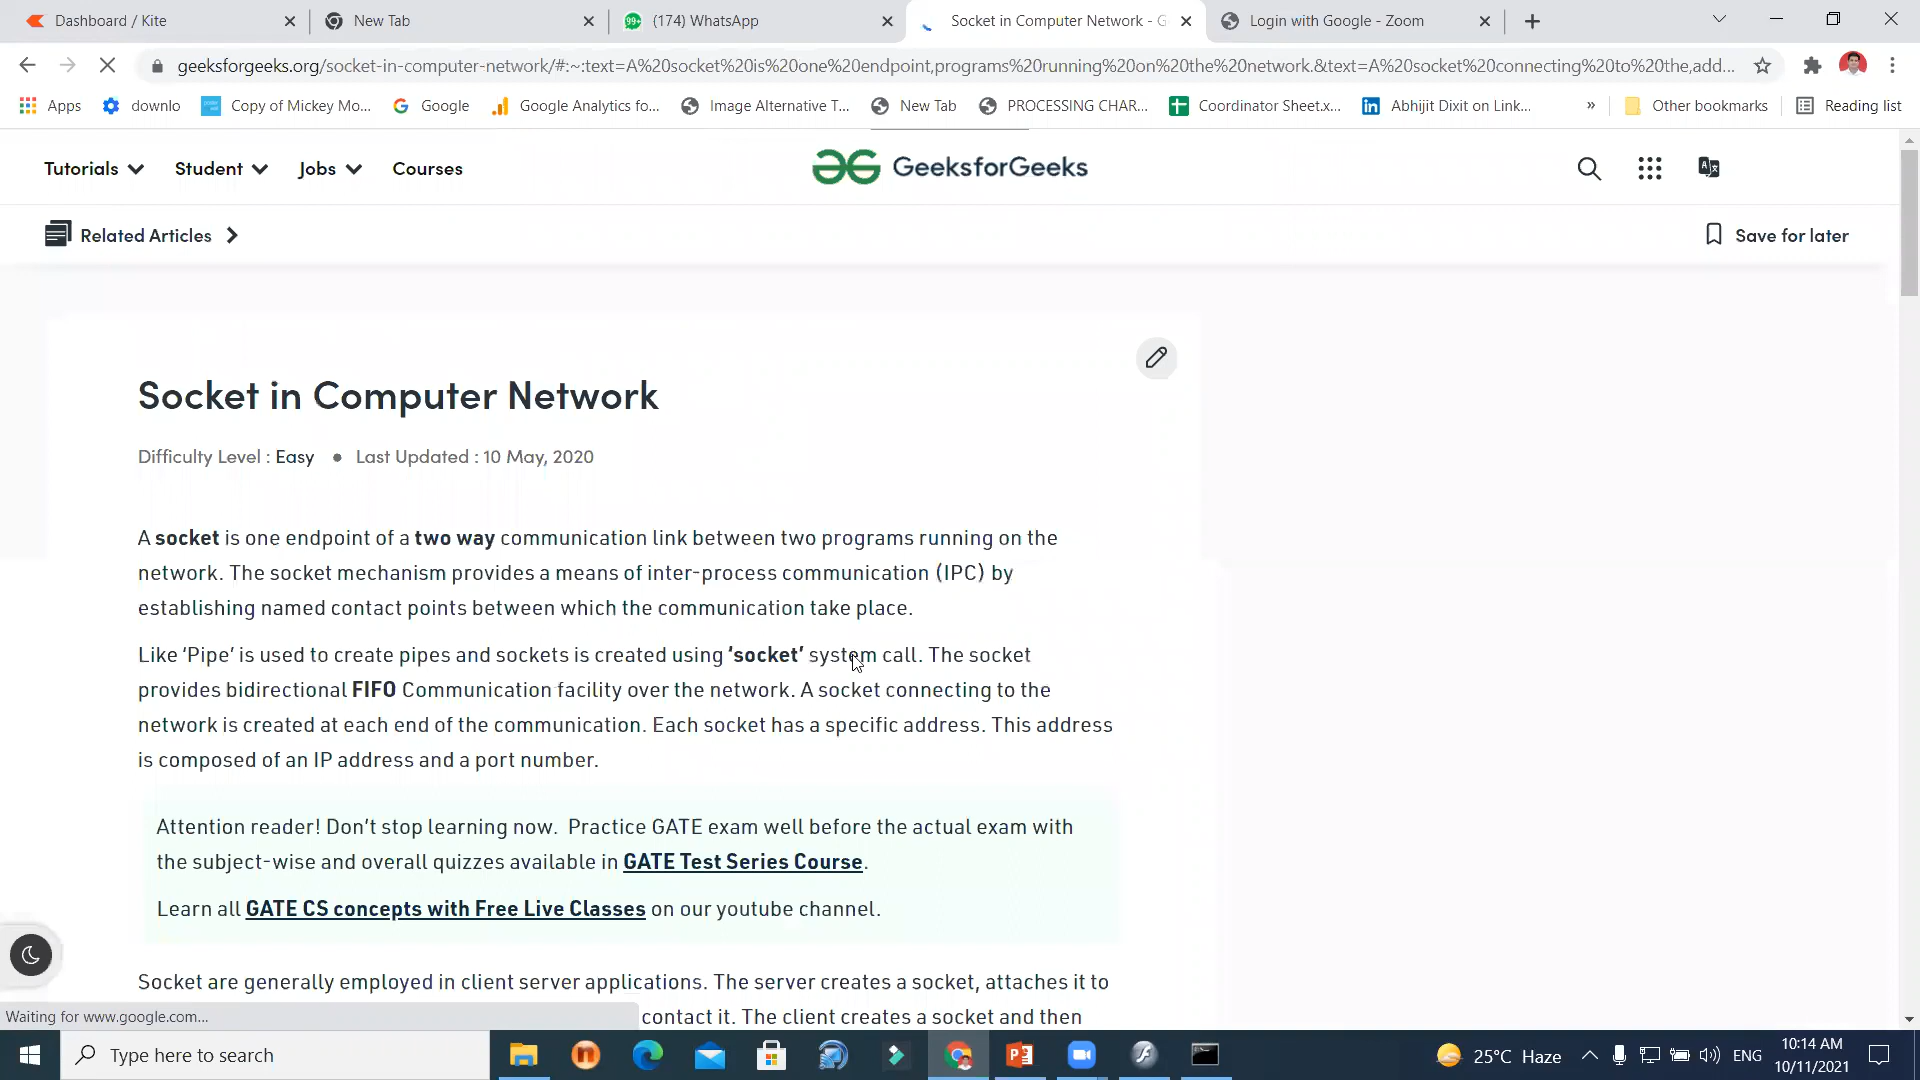 Dashboard / Kite
New Tab
99+ (174) WhatsApp
Socket in Computer Network - G
Login with Google - Zoom
geeksforgeeks.org/socket-in-computer-network/#:~:text=A%20socket%20is%20one%20endpoint,programs%20running%20on%20the%20network.&text=A%20socket%20connecting%20to%20the,add...
Apps
downlo
Copy of Mickey Mo...
Google
Google Analytics fo...
Image Alternative T...
New Tab
PROCESSING CHAR...
Coordinator Sheet.x...
Abhijit Dixit on Link...
»
Other bookmarks
Reading list
Tutorials
Student
Jobs
Courses
GeeksforGeeks
Related Articles
Save for later
Socket in Computer Network
Difficulty Level : Easy ● Last Updated : 10 May, 2020
A socket is one endpoint of a two way communication link between two programs running on the
network. The socket mechanism provides a means of inter-process communication (IPC) by
establishing named contact points between which the communication take place.
Like ‘Pipe’ is used to create pipes and sockets is created using ‘socket’ system call. The socket
provides bidirectional FIFO Communication facility over the network. A socket connecting to the
network is created at each end of the communication. Each socket has a specific address. This address
is composed of an IP address and a port number.
Attention reader! Don’t stop learning now. Practice GATE exam well before the actual exam with
the subject-wise and overall quizzes available in GATE Test Series Course.
Learn all GATE CS concepts with Free Live Classes on our youtube channel.
Socket are generally employed in client server applications. The server creates a socket, attaches it to
contact it. The client creates a socket and then
Waiting for www.google.com...
Type here to search
25°C Haze
ENG
10:14 AM
10/11/2021